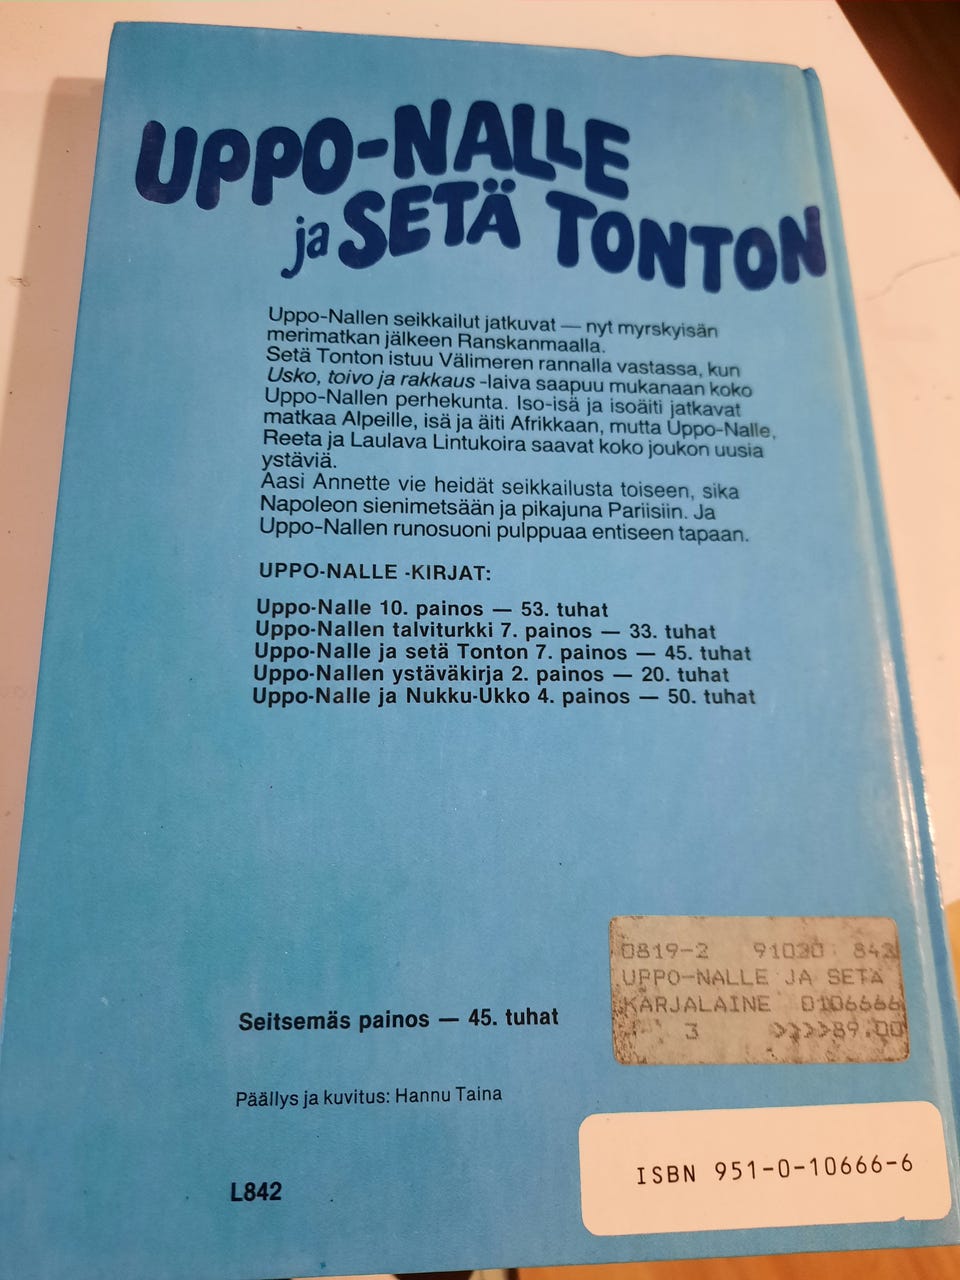 UPPO-NALLE
ja SETÄ TONTON
Uppo-Nallen seikkailut jatkuvat — nyt myrskyisän
merimatkan jälkeen Ranskanmaalla.
Setä Tonton istuu Välimeren rannalla vastassa, kun
Usko, toivo ja rakkaus -laiva saapuu mukanaan koko
Uppo-Nallen perhekunta. Iso-isä ja isoäiti jatkavat
matkaa Alpeille, isä ja äiti Afrikkaan, mutta Uppo-Nalle,
Reeta ja Laulava Lintukoira saavat koko joukon uusia
ystäviä.
Aasi Annette vie heidät seikkailusta toiseen, sika
Napoleon sienimetsään ja pikajuna Pariisiin. Ja
Uppo-Nallen runosuoni pulppuaa entiseen tapaan.
UPPO-NALLE -KIRJAT:
Uppo-Nalle 10. painos — 53. tuhat
Uppo-Nallen talviturkki 7. painos — 33. tuhat
Uppo-Nalle ja setä Tonton 7. painos — 45. tuhat
Uppo-Nallen ystäväkirja 2. painos — 20. tuhat
Uppo-Nalle ja Nukku-Ukko 4. painos — 50. tuhat
0819-2 91020 842
UPPO-NALLE JA SETÄ
KARJALAINE 0106666
3 >>>>89.00
Seitsemäs painos — 45. tuhat
Päällys ja kuvitus: Hannu Taina
ISBN 951-0-10666-6
L842